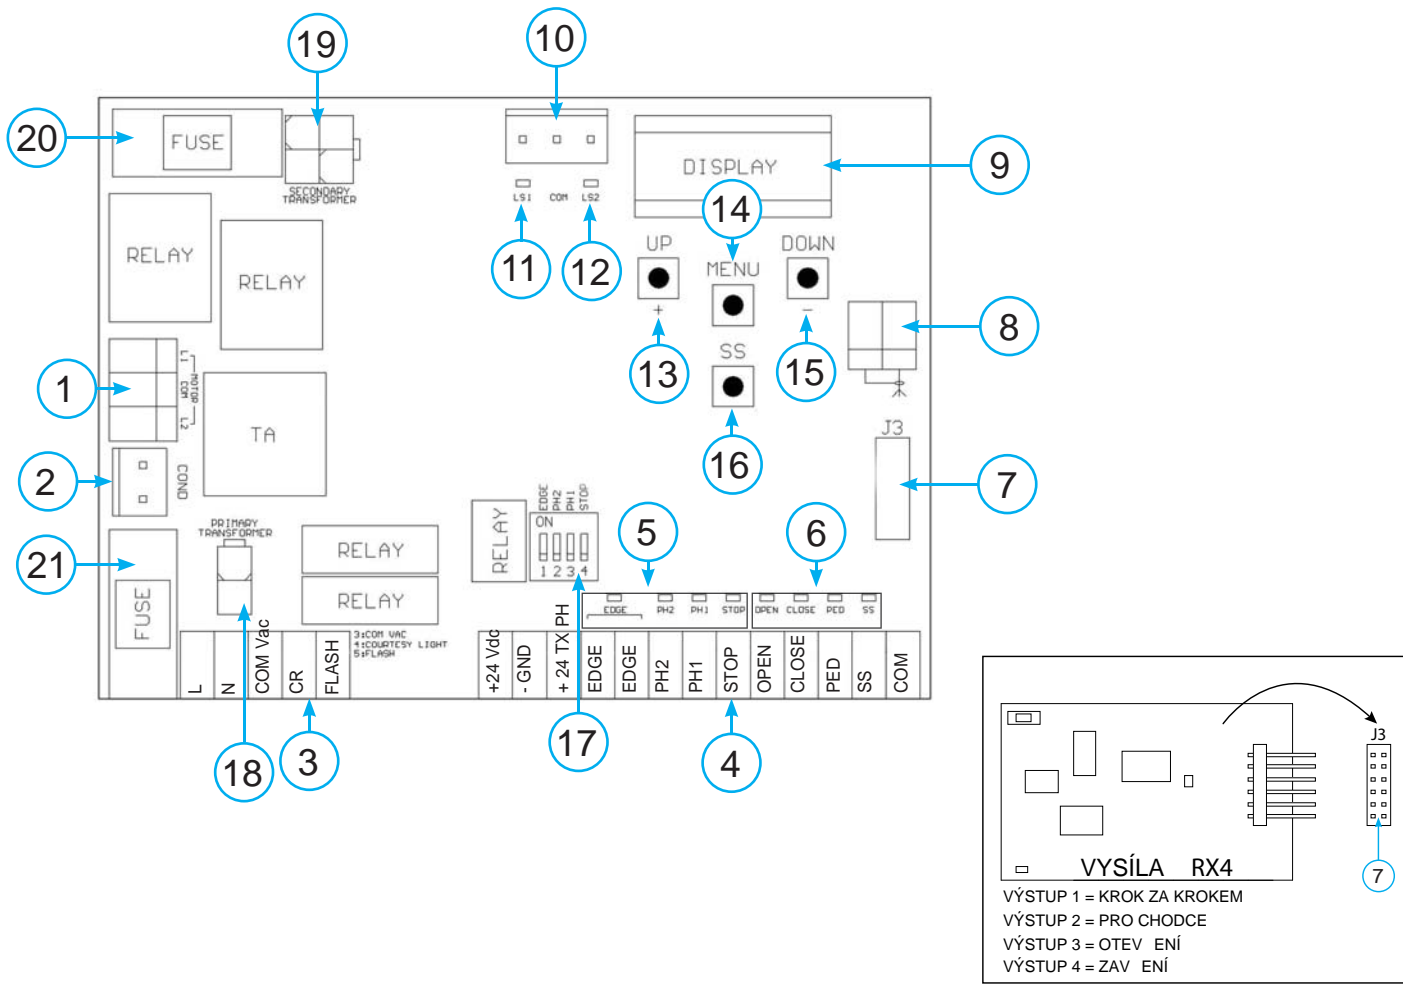 19
10
20
FUSE
SECONDARY
TRANSFORMER
DISPLAY
9
LS1 COM LS2
14
UP
DOWN
MENU
11
12
RELAY
RELAY
+
-
8
13
15
SS
1
L1
MOTOR
COM
L2
TA
J3
16
7
2
COND
PRIMARY
TRANSFORMER
EDGE
PH2
PH1
STOP
ON
1 2 3 4
RELAY
5
6
21
RELAY
FUSE
RELAY
EDGE PH2 PH1 STOP OPEN CLOSE PED SS
3:COM VAC
4:COURTESY LIGHT
5:FLASH
L
N
COM Vac
CR
FLASH
+24 Vdc
- GND
+ 24 TX PH
EDGE
EDGE
PH2
PH1
STOP
OPEN
CLOSE
PED
SS
COM
18
3
17
4
J3
7
VYSÍLA RX4
VÝSTUP 1 = KROK ZA KROKEM
VÝSTUP 2 = PRO CHODCE
VÝSTUP 3 = OTEV ENÍ
VÝSTUP 4 = ZAV ENÍ